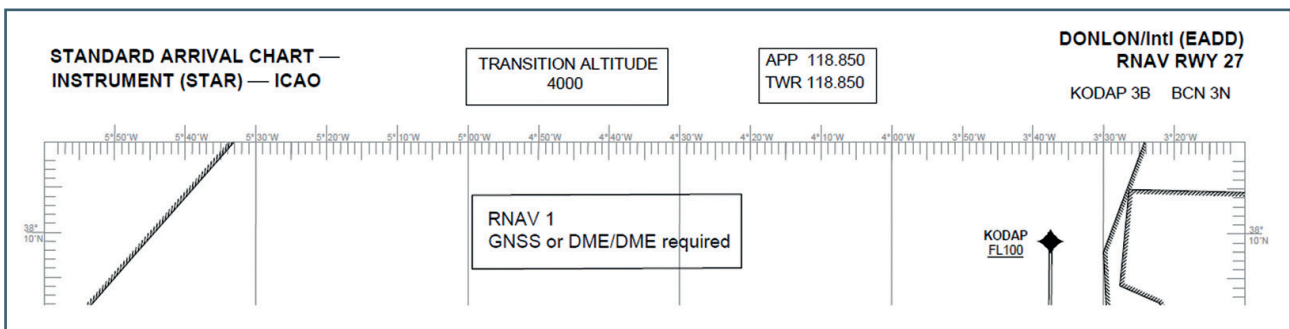 STANDARD ARRIVAL CHART —
INSTRUMENT (STAR) — ICAO
TRANSITION ALTITUDE
4000
APP 118.850
TWR 118.850
DONLON/Intl (EADD)
RNAV RWY 27
KODAP 3B BCN 3N
5°50'W 5°40'W 5°30'W 5°20'W 5°10'W 5°00'W 4°50'W 4°40'W 4°30'W 4°20'W 4°10'W 4°00'W 3°50'W 3°40'W 3°30'W 3°20'W
RNAV 1
GNSS or DME/DME required
38°
10'N
KODAP
FL100
38°
10'N